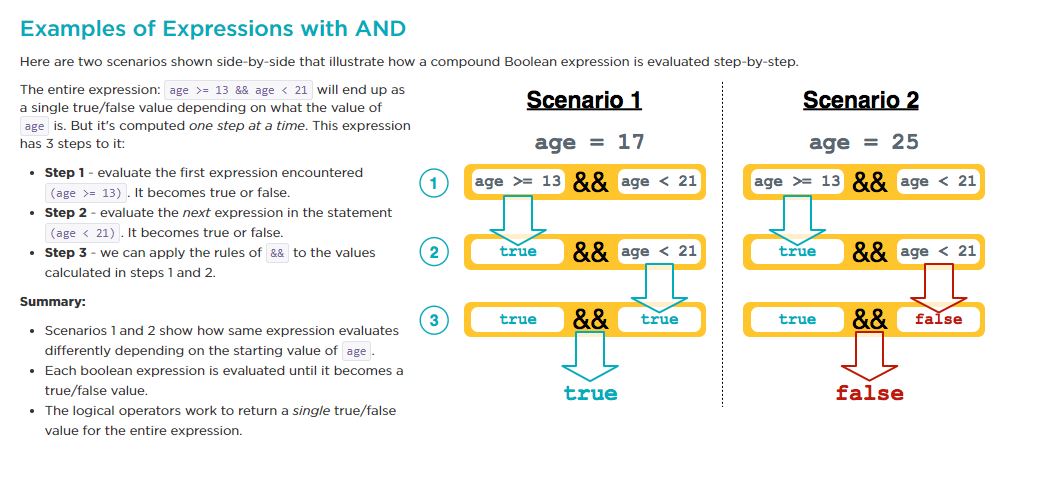 Examples of Expressions with AND
Here are two scenarios shown side-by-side that illustrate how a compound Boolean expression is evaluated step-by-step.
The entire expression: age >= 13 && age < 21 will end up as
a single true/false value depending on what the value of
age is. But it's computed one step at a time. This expression
has 3 steps to it:
• Step 1 - evaluate the first expression encountered
(age >= 13) . It becomes true or false.
• Step 2 - evaluate the next expression in the statement
(age < 21) . It becomes true or false.
• Step 3 - we can apply the rules of && to the values
calculated in steps 1 and 2.
Summary:
• Scenarios 1 and 2 show how same expression evaluates
differently depending on the starting value of age .
• Each boolean expression is evaluated until it becomes a
true/false value.
• The logical operators work to return a single true/false
value for the entire expression.
Scenario 1
age = 17
1 age >= 13 && age < 21
2 true && age < 21
3 true && true
true
Scenario 2
age = 25
age >= 13 && age < 21
true && age < 21
true && false
false